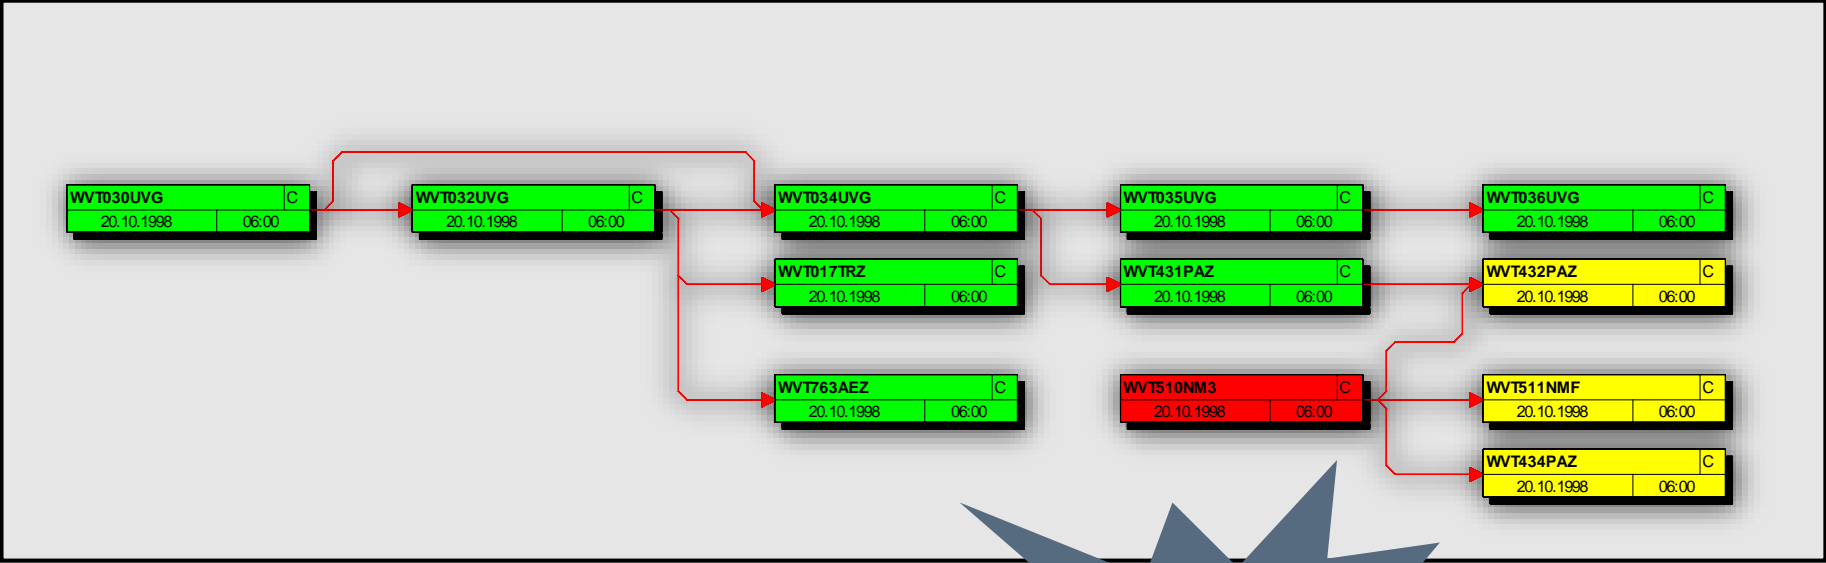 WVT030UVG C
20.10.1998 06:00
WVT032UVG C
20.10.1998 06:00
WVT034UVG C
20.10.1998 06:00
WVT035UVG C
20.10.1998 06:00
WVT036UVG C
20.10.1998 06:00
WVT017TRZ C
20.10.1998 06:00
WVT431PAZ C
20.10.1998 06:00
WVT432PAZ C
20.10.1998 06:00
WVT763AEZ C
20.10.1998 06:00
WVT510NM3 C
20.10.1998 06:00
WVT511NMF C
20.10.1998 06:00
WVT434PAZ C
20.10.1998 06:00